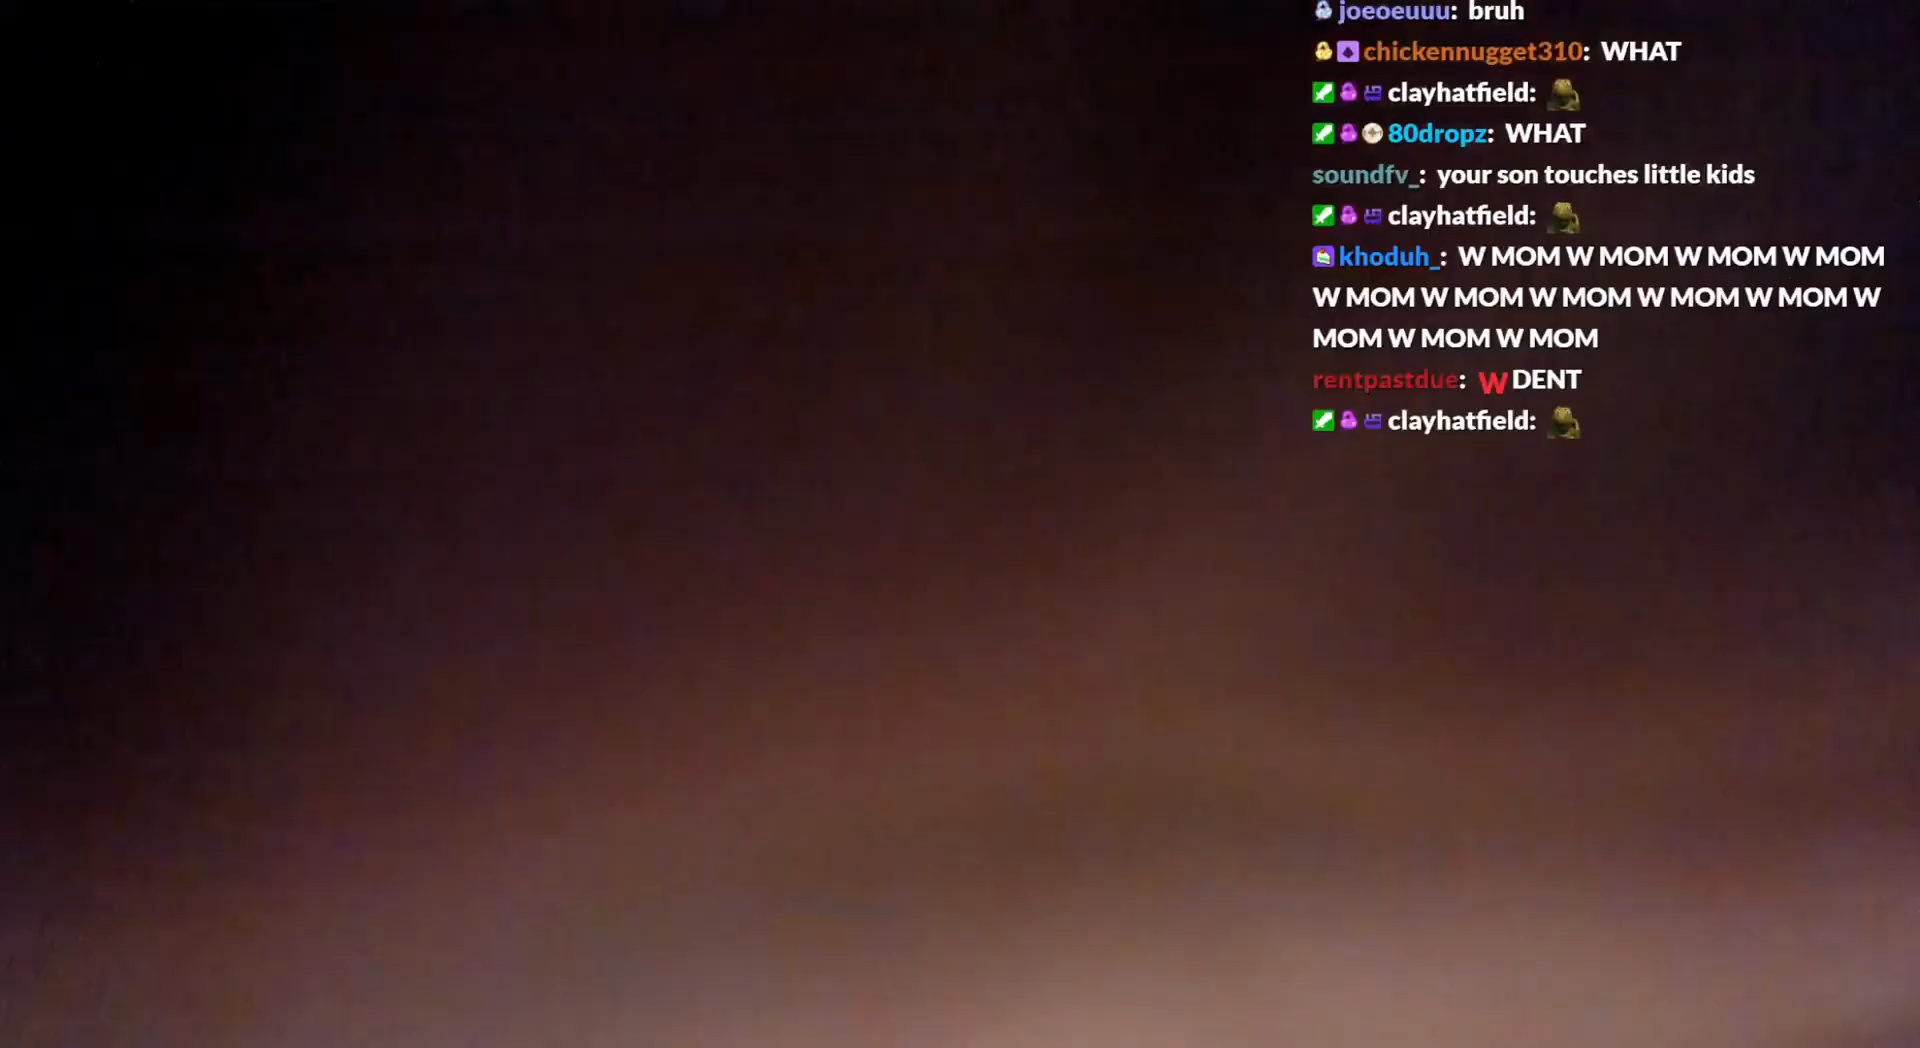 joeoeuuu: bruh
chickennugget310: WHAT
clayhatfield:
80dropz: WHAT
soundfv_: your son touches little kids
clayhatfield:
khoduh_: W MOM W MOM W MOM W MOM
W MOM W MOM W MOM W MOM W MOM W
MOM W MOM W MOM
rentpastdue: W DENT
clayhatfield: